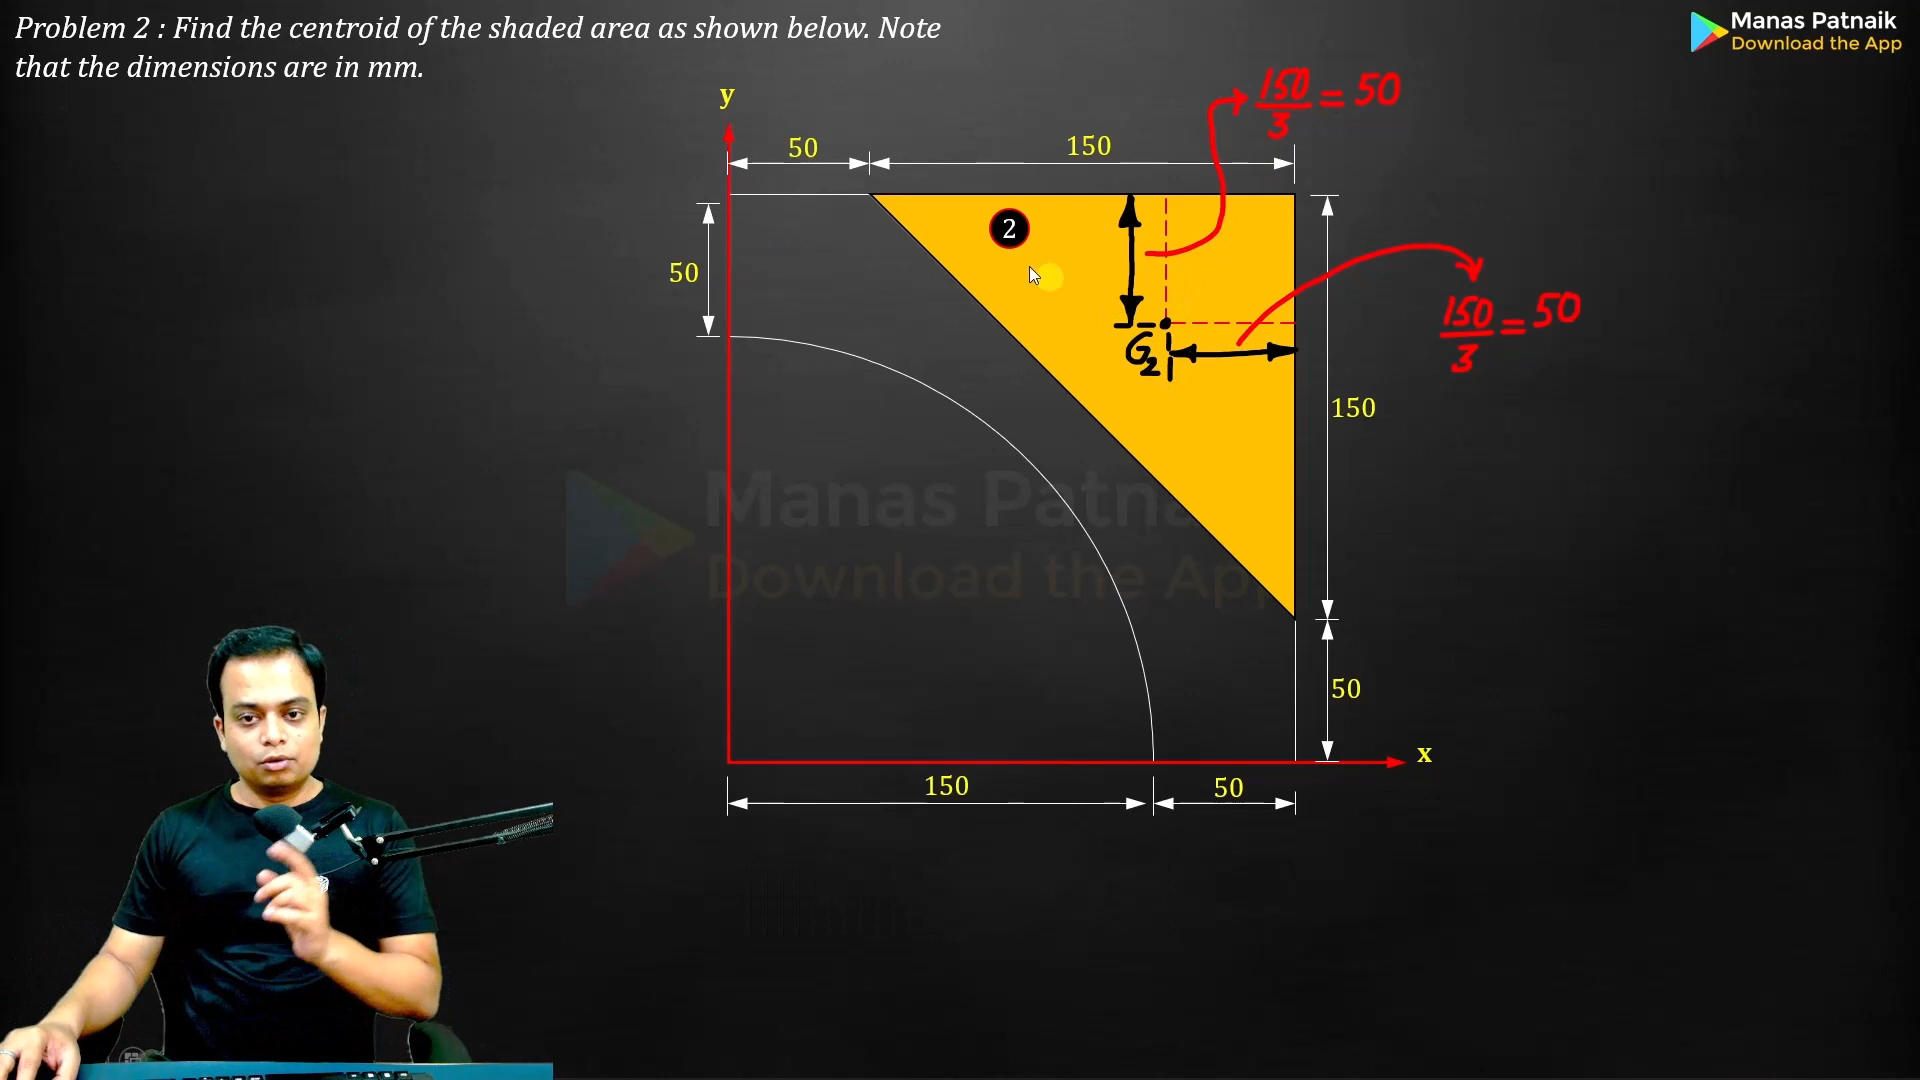 Problem 2 : Find the centroid of the shaded area as shown below. Note
that the dimensions are in mm.
Manas Patnaik
Download the App
y
150/3 = 50
50
150
2
50
G2
150/3 = 50
150
Manas Patna
Download the App
50
x
150
50